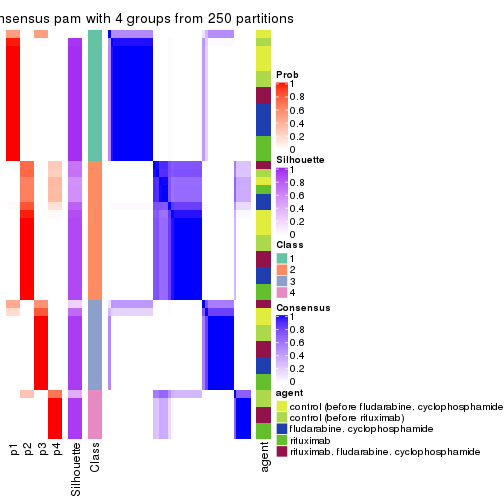 nsensus pam with 4 groups from 250 partitions
Prob
1
0.8
0.6
0.4
0.2
0
Silhouette
1
0.8
0.6
0.4
0.2
0
Class
1
2
3
4
Consensus
1
0.8
0.6
0.4
0.2
0
agent
control (before fludarabine. cyclophosphamide
control (before rituximab)
fludarabine. cyclophosphamide
rituximab
rituximab. fludarabine. cyclophosphamide
p1
p2
p3
p4
Silhouette
Class
agent